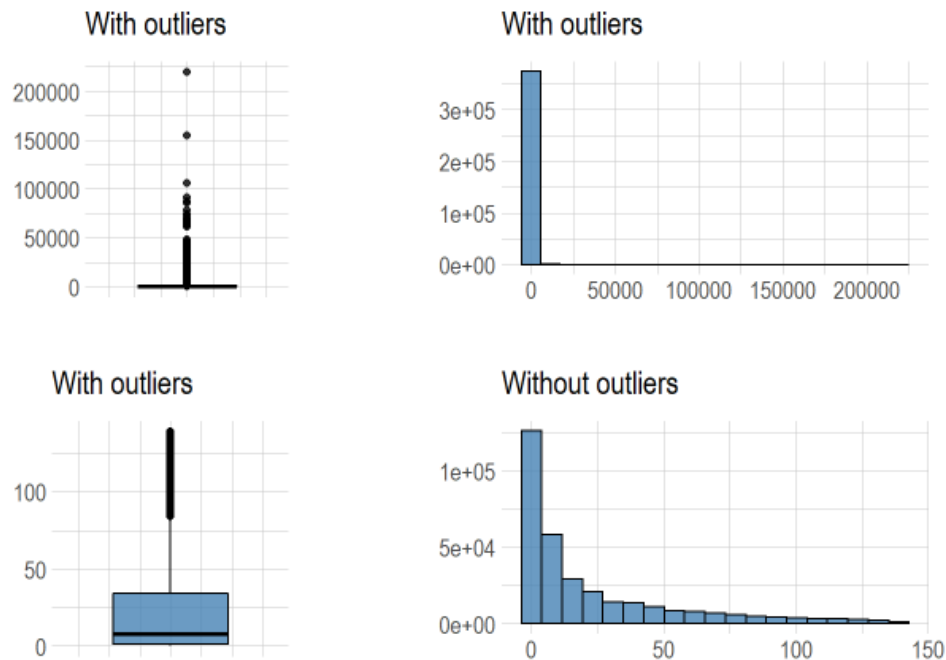 With outliers
200000
150000
100000
50000
0
With outliers
3e+05
2e+05
1e+05
0e+00
0 50000 100000 150000 200000
With outliers
100
50
0
Without outliers
1e+05
5e+04
0e+00
0 50 100 150